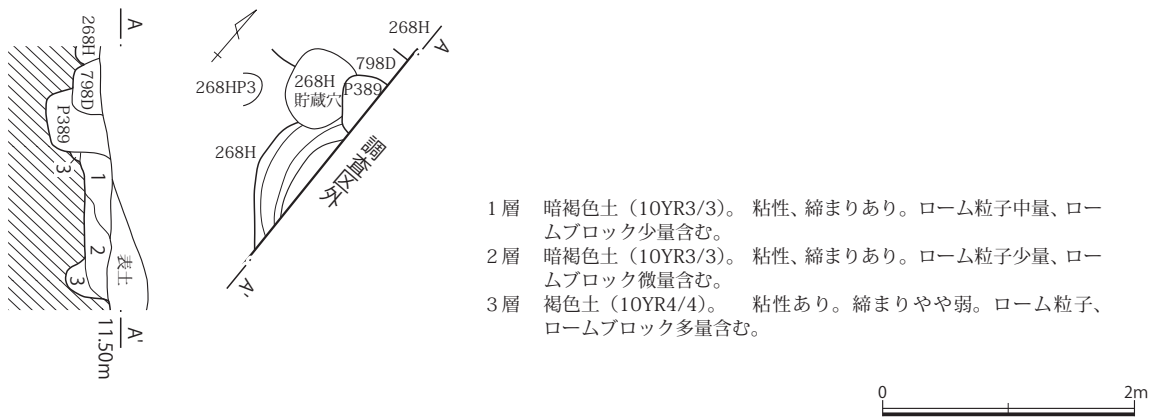 A
268H
798D
P389
3
1
2
3
表土
A'
11.50m
268H
A
798D
P389
268H
貯蔵穴
268HP3
268H
調査区外
A'
1層 暗褐色土（10YR3/3）。 粘性、締まりあり。ローム粒子中量、ロー
ムブロック少量含む。
2層 暗褐色土（10YR3/3）。 粘性、締まりあり。ローム粒子少量、ロー
ムブロック微量含む。
3層 褐色土（10YR4/4）。 粘性あり。締まりやや弱。ローム粒子、
ロームブロック多量含む。
0 2m